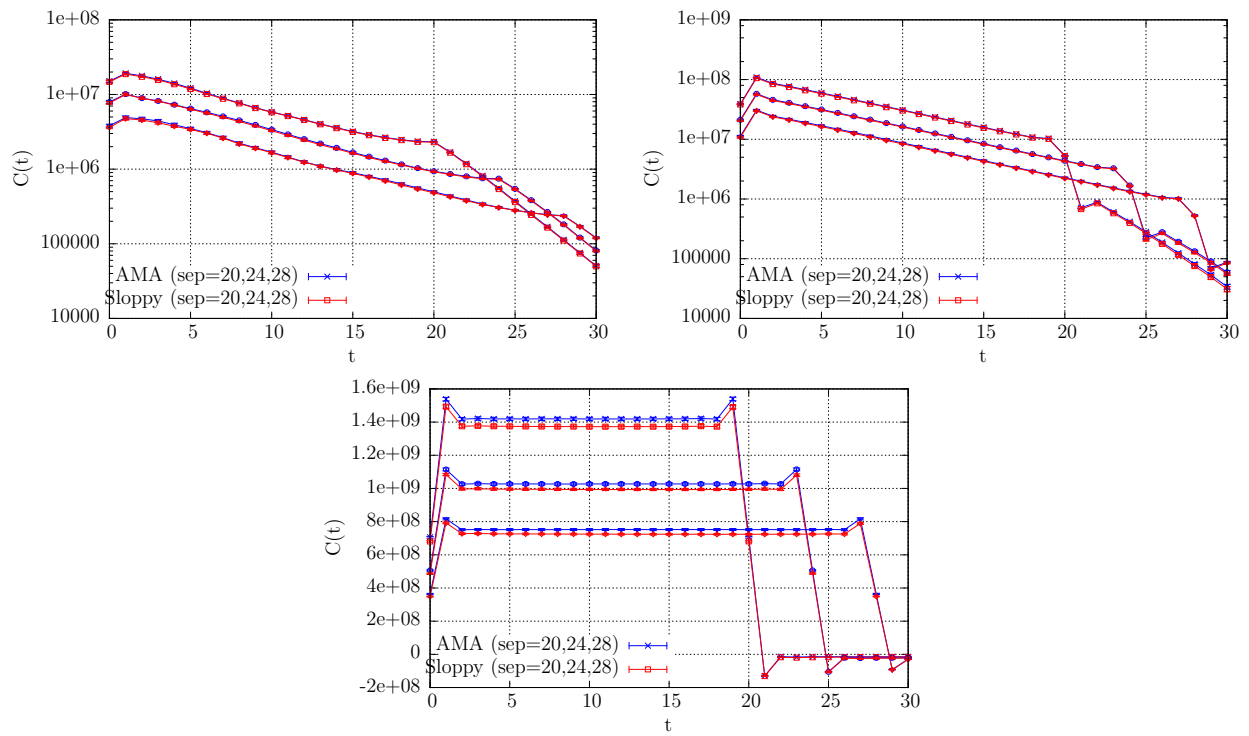 1e+08
1e+07
1e+06
100000
10000
C(t)
AMA (sep=20,24,28)
Sloppy (sep=20,24,28)
0 5 10 15 20 25 30
t
1e+09
1e+08
1e+07
1e+06
100000
10000
C(t)
AMA (sep=20,24,28)
Sloppy (sep=20,24,28)
0 5 10 15 20 25 30
t
1.6e+09
1.4e+09
1.2e+09
1e+09
8e+08
6e+08
4e+08
2e+08
0
-2e+08
C(t)
AMA (sep=20,24,28)
Sloppy (sep=20,24,28)
0 5 10 15 20 25 30
t